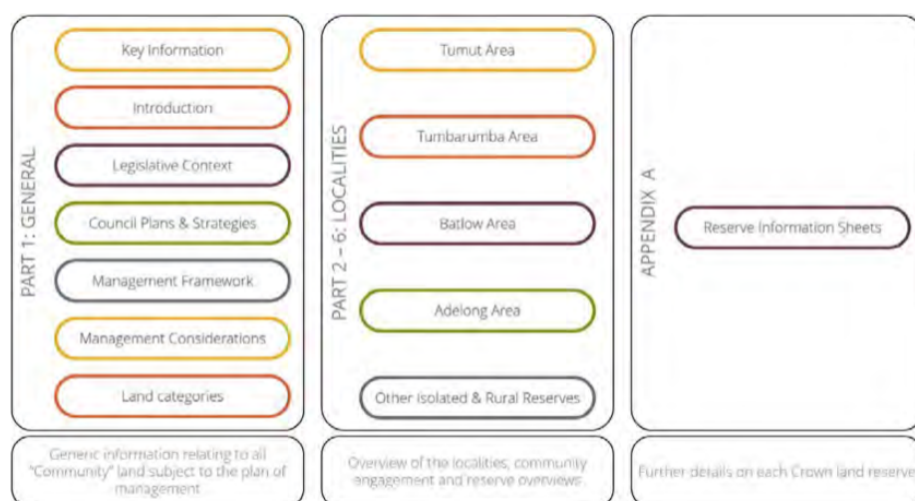 PART 1: GENERAL
Key Information
Introduction
Legislative Context
Council Plans & Strategies
Management Framework
Management Considerations
Land categories
Generic information relating to all
"Community" land subject to the plan of
management
PART 2 – 6: LOCALITIES
Tumut Area
Tumbarumba Area
Batlow Area
Adelong Area
Other Isolated & Rural Reserves
Overview of the localities, community
engagement and reserve overviews
APPENDIX A
Reserve Information Sheets
Further details on each Crown land reserve